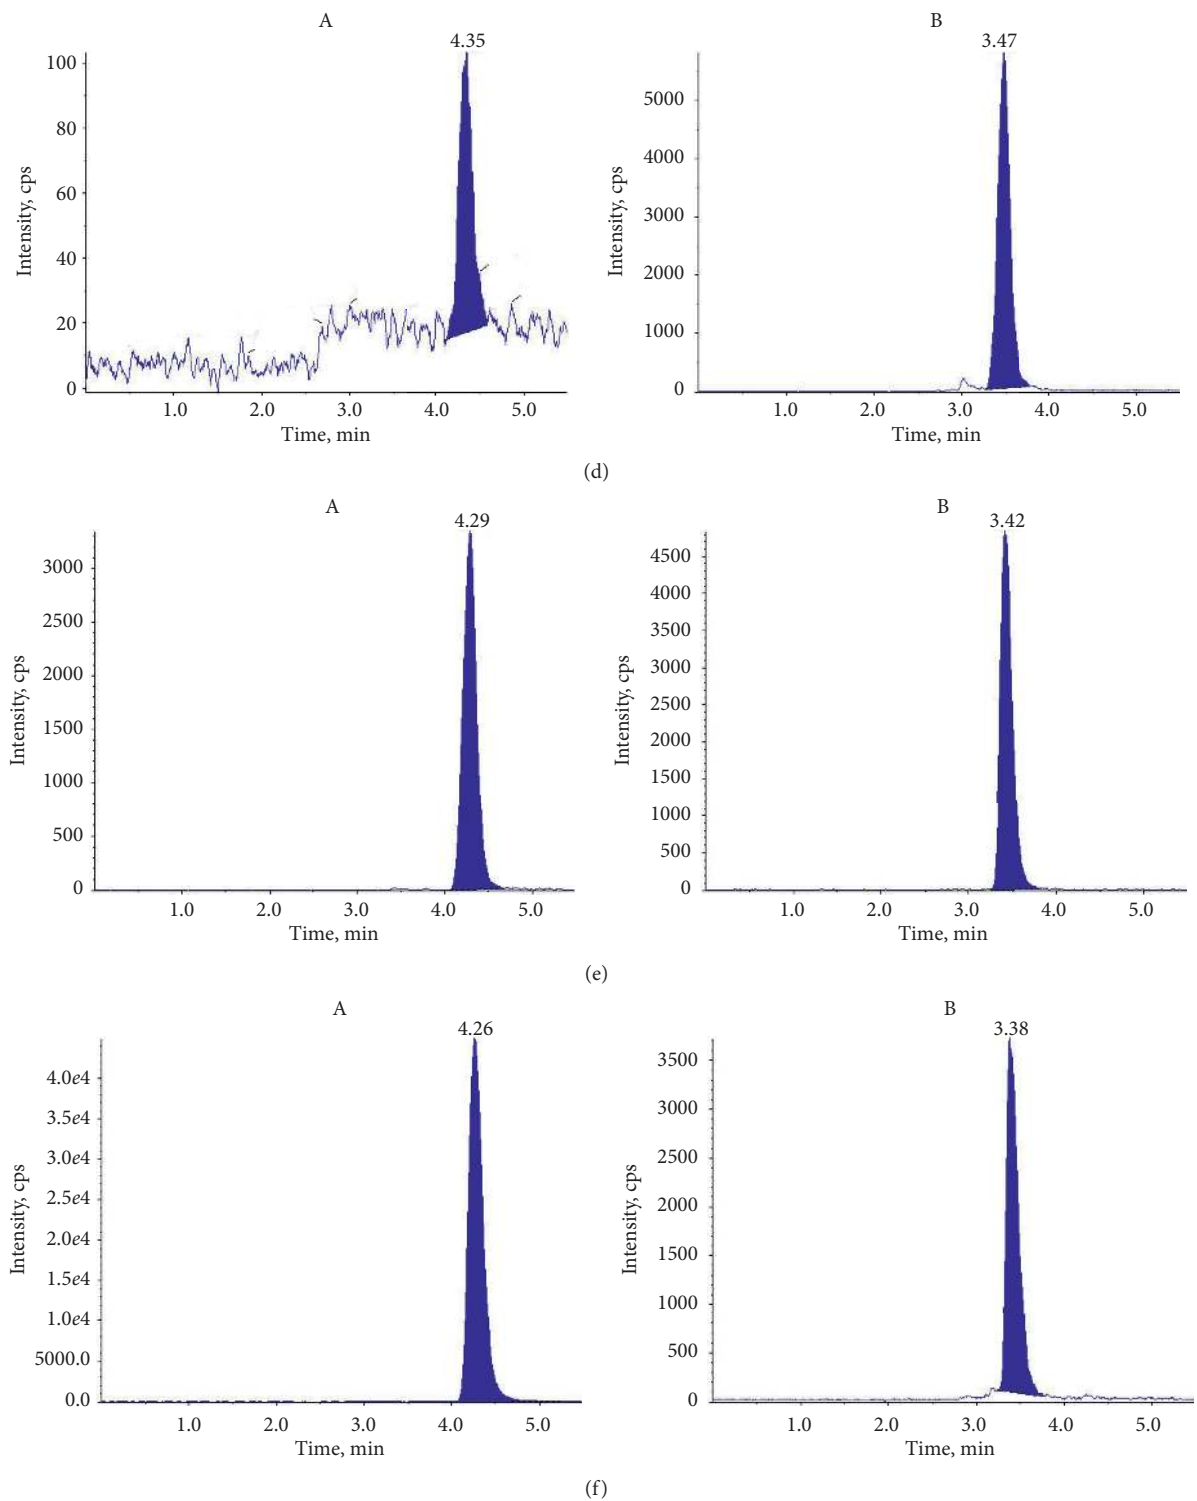 A
4.35
100
80
60
40
20
0
Intensity, cps
1.0 2.0 3.0 4.0 5.0
Time, min
B
3.47
5000
4000
3000
2000
1000
0
Intensity, cps
1.0 2.0 3.0 4.0 5.0
Time, min
(d)
A
4.29
3000
2500
2000
1500
1000
500
0
Intensity, cps
1.0 2.0 3.0 4.0 5.0
Time, min
B
3.42
4500
4000
3500
3000
2500
2000
1500
1000
500
0
Intensity, cps
1.0 2.0 3.0 4.0 5.0
Time, min
(e)
A
4.26
4.0e4
3.5e4
3.0e4
2.5e4
2.0e4
1.5e4
1.0e4
5000.0
0.0
Intensity, cps
1.0 2.0 3.0 4.0 5.0
Time, min
B
3.38
3500
3000
2500
2000
1500
1000
500
0
Intensity, cps
1.0 2.0 3.0 4.0 5.0
Time, min
(f)